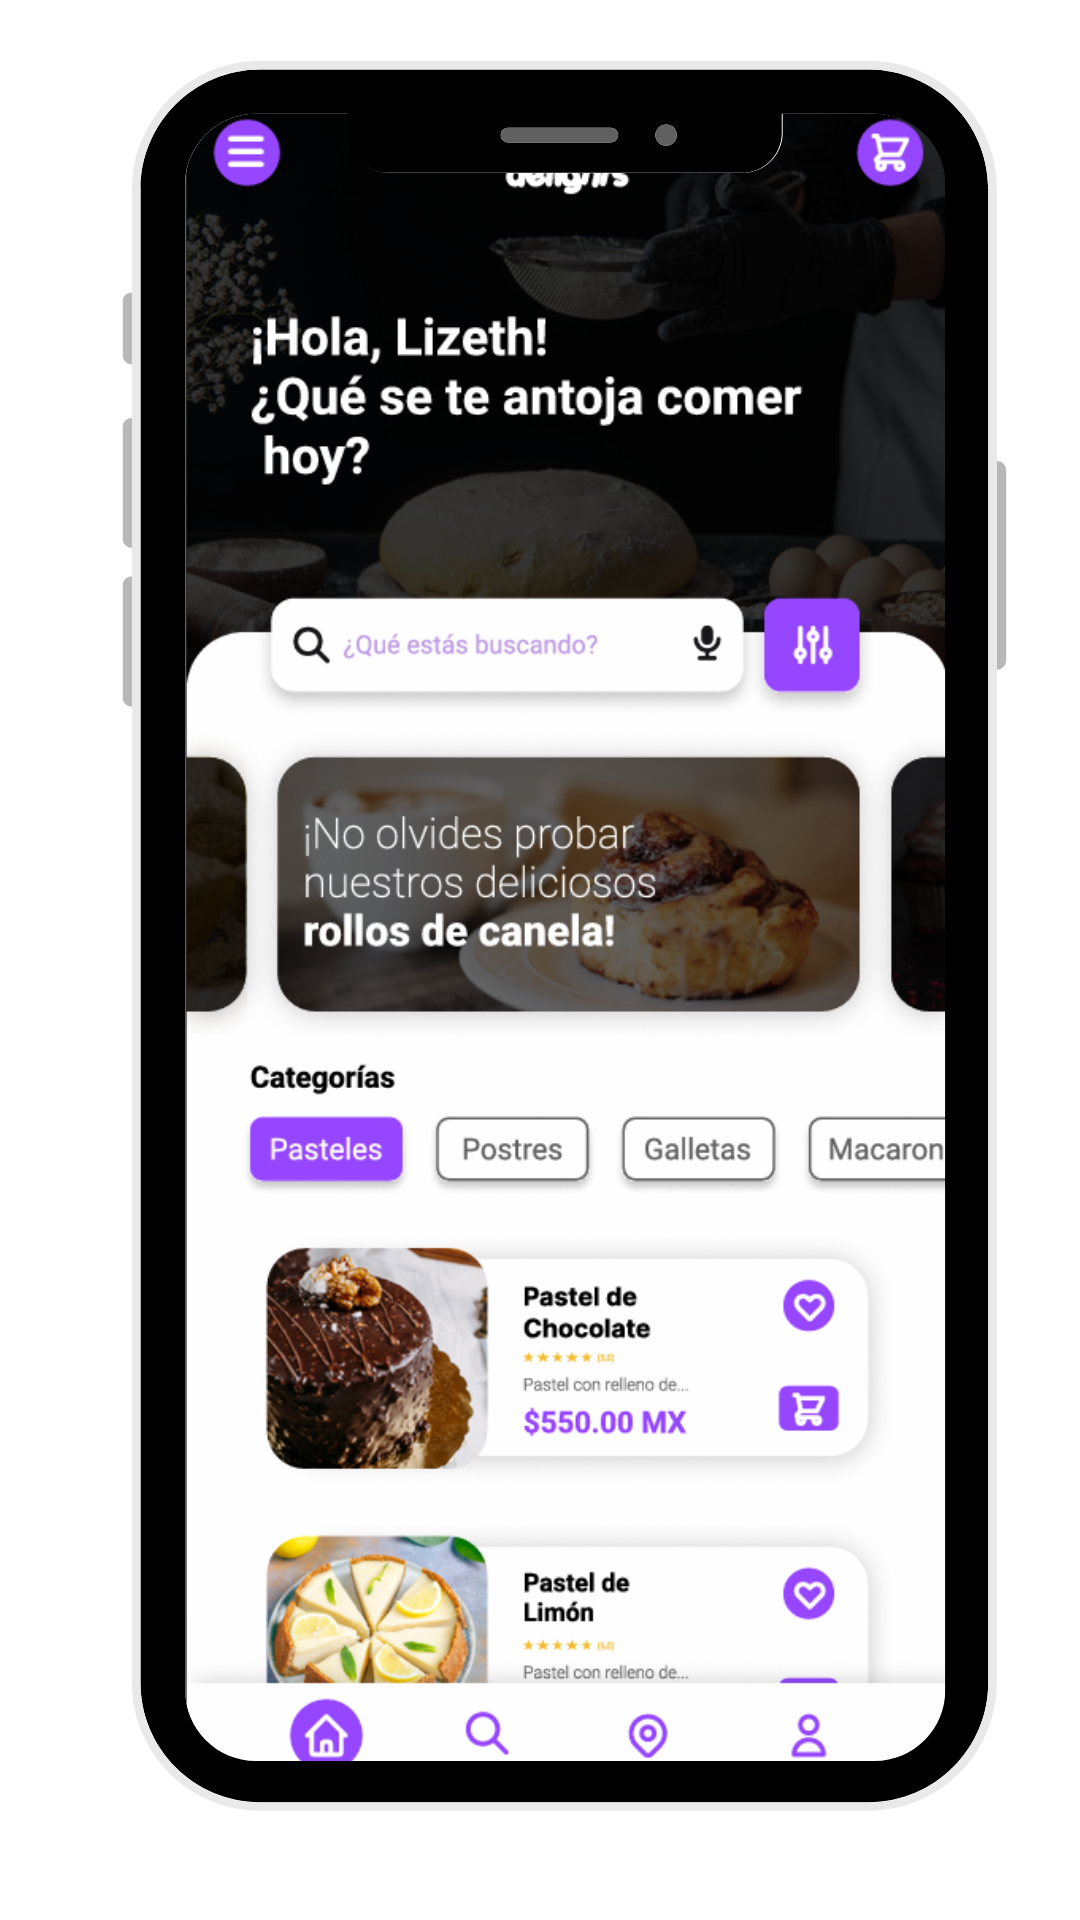 delights
¡Hola, Lizeth!
¿Qué se te antoja comer
hoy?
¿Qué estás buscando?
¡No olvides probar
nuestros deliciosos
rollos de canela!
Categorías
Pasteles Postres Galletas Macaron
Pastel de
Chocolate
(5.0)
Pastel con relleno de...
$550.00 MX
Pastel de
Limón
(5.0)
Pastel con relleno de...